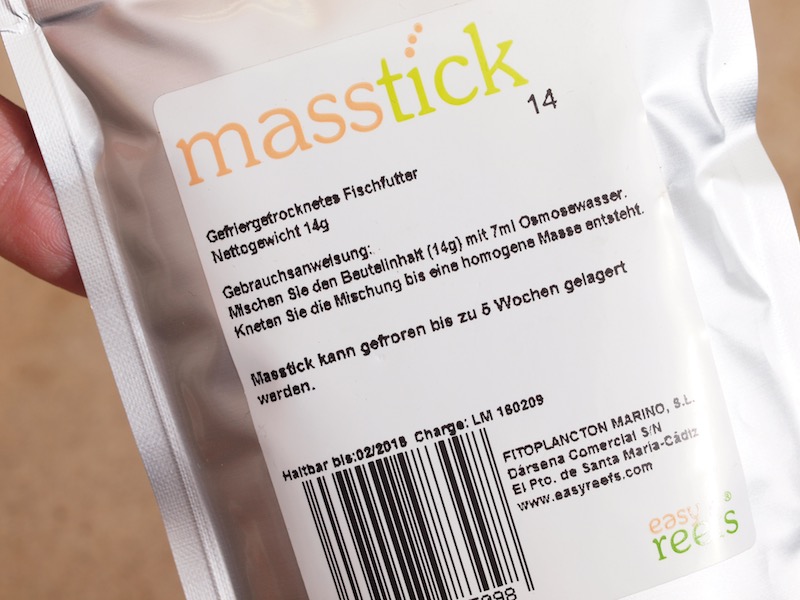 masstick
14
Gefriergetrocknetes Fischfutter
Nettogewicht 14g
Gebrauchsanweisung:
Mischen Sie den Beutelinhalt (14g) mit 7ml Osmosewasser.
Kneten Sie die Mischung bis eine homogene Masse entsteht.
Masstick kann gefroren bis zu 5 Wochen gelagert
werden.
Haltbar bis:02/2018 Charge: LM 160209
FITOPLANCTON MARINO, S.L.
Dársena Comercial S/N
El Pto. de Santa María-Cádiz
www.easyreefs.com
easy®
reefs